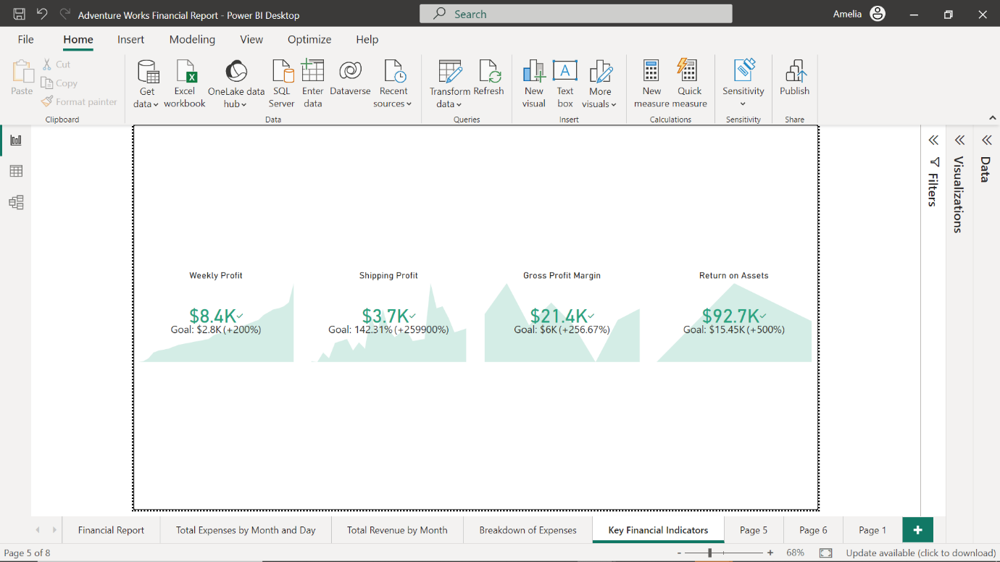 Adventure Works Financial Report - Power BI Desktop
Search
Amelia
File Home Insert Modeling View Optimize Help
Paste
Cut
Copy
Format painter
Clipboard
Get data
Excel workbook
OneLake data hub
SQL Server
Enter data
Dataverse
Recent sources
Data
Transform data
Refresh
Queries
New visual
Text box
More visuals
Insert
New measure
Quick measure
Calculations
Sensitivity
Sensitivity
Publish
Share
Filters
Visualizations
Data
Weekly Profit
$8.4K
Goal: $2.8K (+200%)
Shipping Profit
$3.7K
Goal: 142.31% (+259900%)
Gross Profit Margin
$21.4K
Goal: $6K (+256.67%)
Return on Assets
$92.7K
Goal: $15.45K (+500%)
Financial Report
Total Expenses by Month and Day
Total Revenue by Month
Breakdown of Expenses
Key Financial Indicators
Page 5
Page 6
Page 1
+
Page 5 of 8
- + 68%
Update available (click to download)